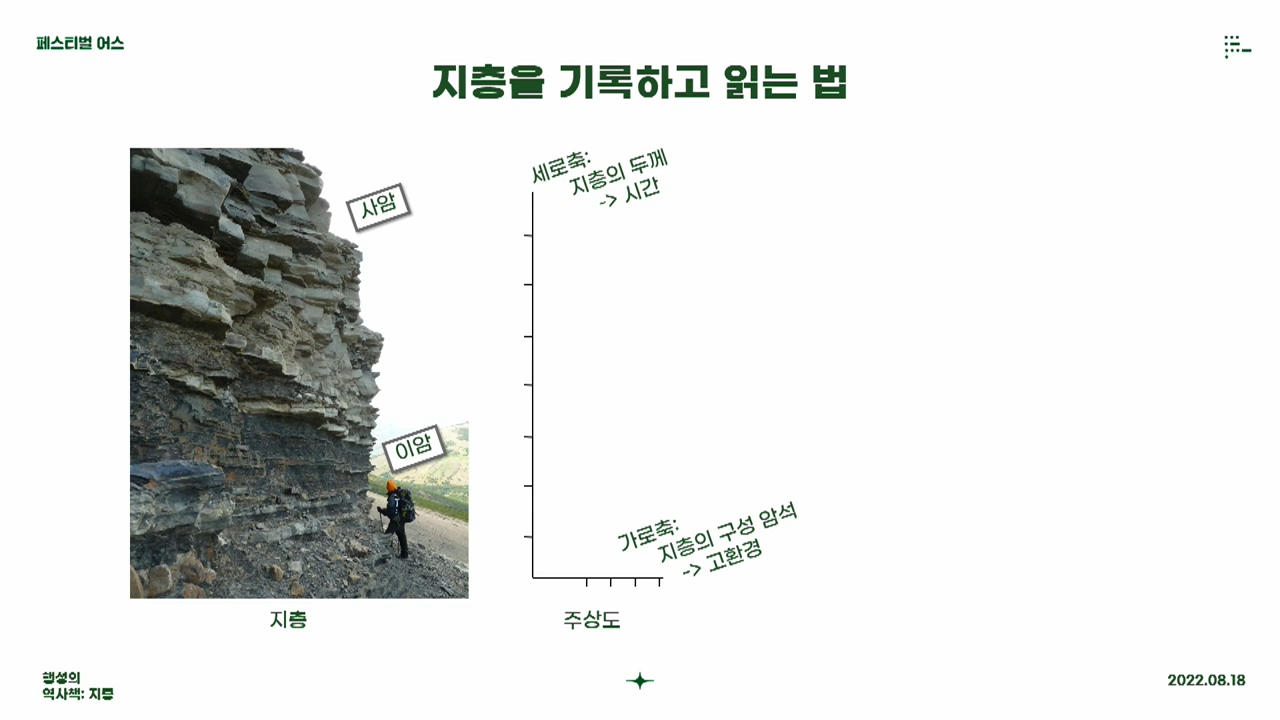 페스티벌 어스
지층을 기록하고 읽는 법
사암
이암
세로축:
지층의 두께
-> 시간
가로축:
지층의 구성 암석
-> 고환경
지층
주상도
행성의
역사책: 지층
2022.08.18